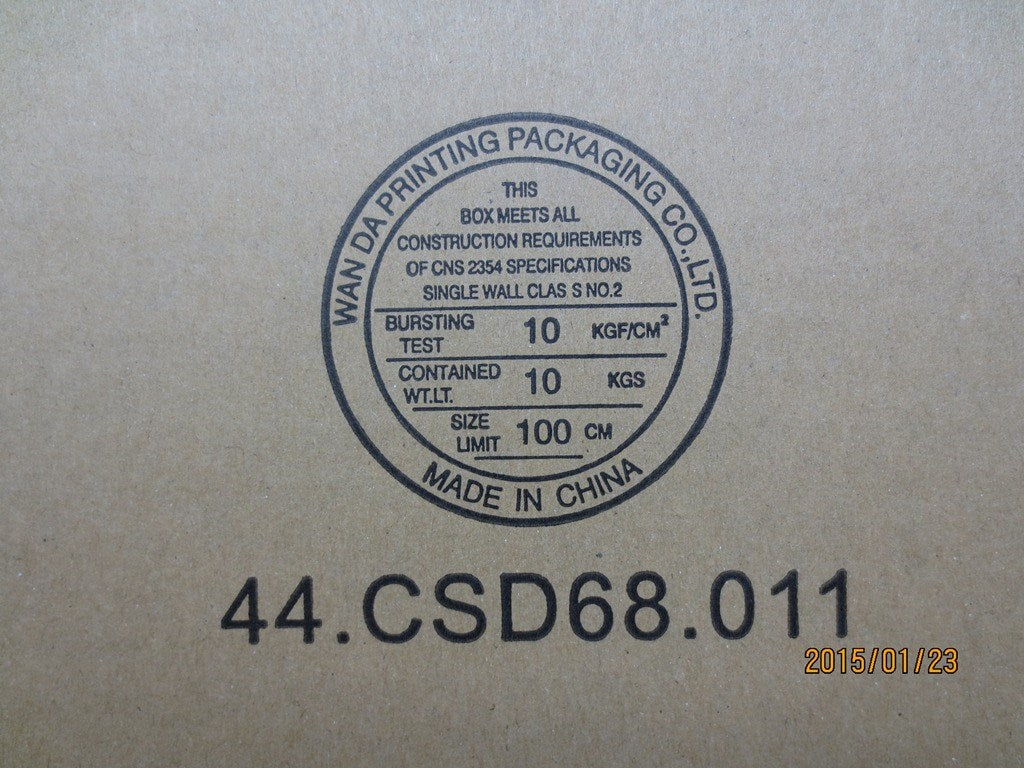 WAN DA PRINTING PACKAGING CO.,LTD.
THIS
BOX MEETS ALL
CONSTRUCTION REQUIREMENTS
OF CNS 2354 SPECIFICATIONS
SINGLE WALL CLAS S NO.2
BURSTING TEST 10 KGF/CM²
CONTAINED WT.LT. 10 KGS
SIZE LIMIT 100 CM
MADE IN CHINA
44.CSD68.011
2015/01/23